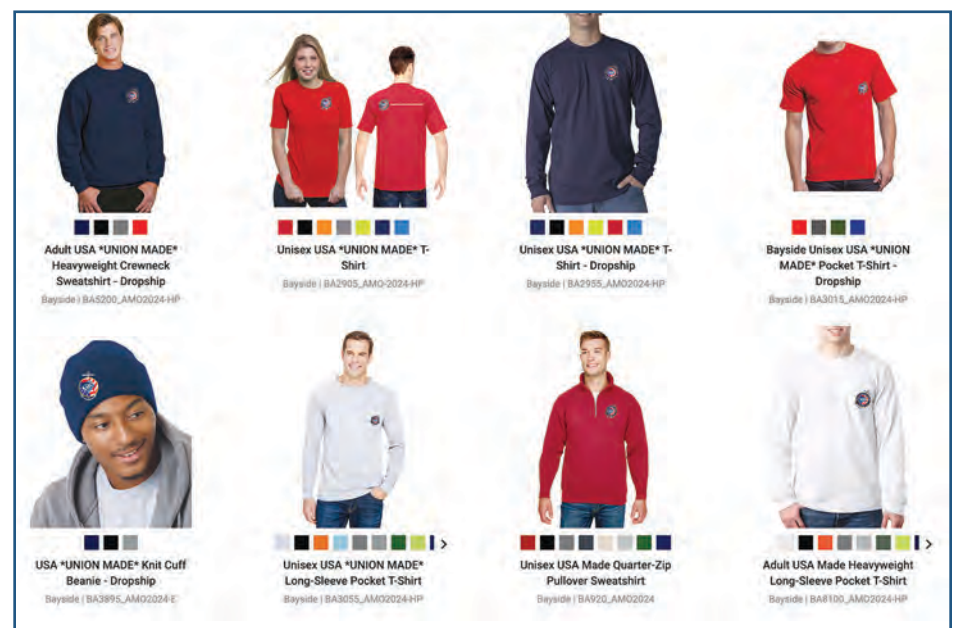 Adult USA *UNION MADE*
Heavyweight Crewneck
Sweatshirt - Dropship
Bayside | BA5200_AMO2024-HP
Unisex USA *UNION MADE* T-
Shirt
Bayside | BA2905_AMO-2024-HP
Unisex USA *UNION MADE* T-
Shirt - Dropship
Bayside | BA2955_AMO2024-HP
Bayside Unisex USA *UNION
MADE* Pocket T-Shirt -
Dropship
Bayside | BA3015_AMO2024-HP
USA *UNION MADE* Knit Cuff
Beanie - Dropship
Bayside | BA3895_AMO2024-E
Unisex USA *UNION MADE*
Long-Sleeve Pocket T-Shirt
Bayside | BA3055_AMO2024-HP
Unisex USA Made Quarter-Zip
Pullover Sweatshirt
Bayside | BA920_AMO2024
Adult USA Made Heavyweight
Long-Sleeve Pocket T-Shirt
Bayside | BA8100_AMO2024-HP